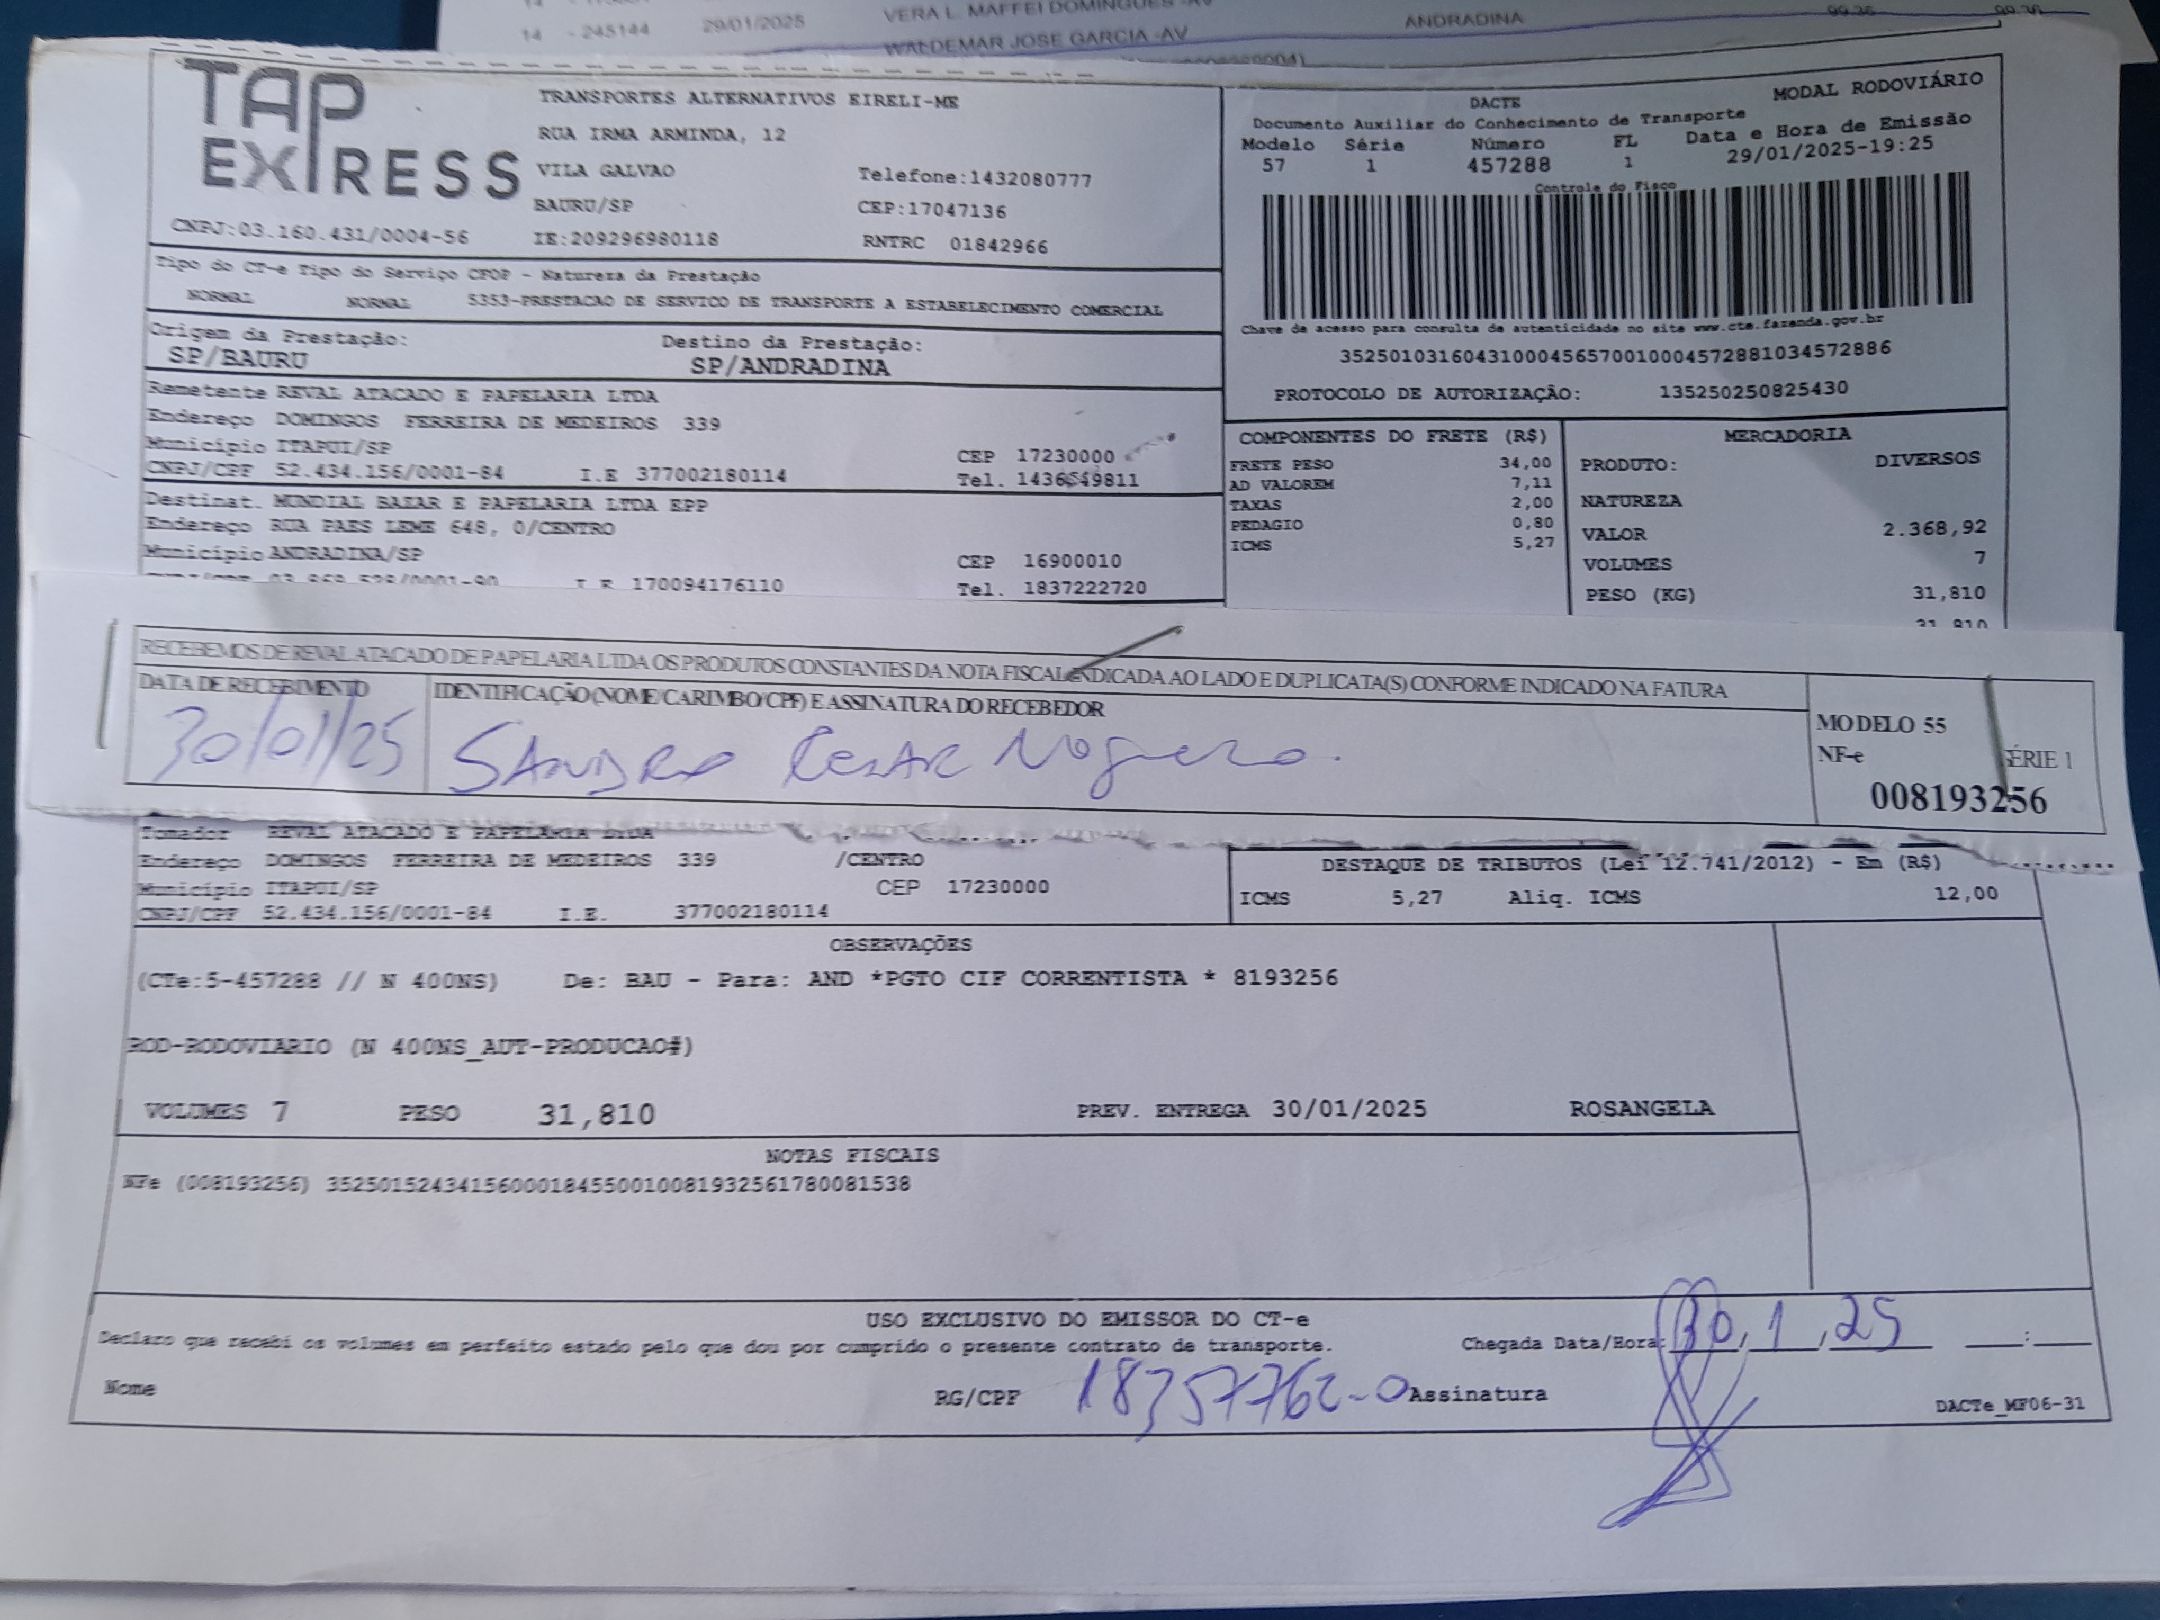 14 - 245144 29/01/2025 VERA L. MAFFEI DOMINGUES -AV ANDRADINA
WALDEMAR JOSE GARCIA -AV
TAP EXPRESS
TRANSPORTES ALTERNATIVOS EIRELI-ME
RUA IRMA ARMINDA, 12
VILA GALVAO Telefone:1432080777
BAURU/SP CEP:17047136
CNPJ:03.160.431/0004-56 IE:209296980118 RNTRC 01842966
Tipo do CT-e Tipo do Serviço CFOP - Natureza da Prestação
NORMAL NORMAL 5353-PRESTACAO DE SERVICO DE TRANSPORTE A ESTABELECIMENTO COMERCIAL
Origem da Prestação: Destino da Prestação:
SP/BAURU SP/ANDRADINA
Remetente REVAL ATACADO E PAPELARIA LTDA
Endereço DOMINGOS FERREIRA DE MEDEIROS 339
Município ITAPUI/SP CEP 17230000
CNPJ/CPF 52.434.156/0001-84 I.E 377002180114 Tel. 1436549811
Destinat. MUNDIAL BAZAR E PAPELARIA LTDA EPP
Endereço RUA PAES LEME 648, 0/CENTRO
Município ANDRADINA/SP CEP 16900010
I.E 170094176110 Tel. 1837222720
DACTE MODAL RODOVIÁRIO
Documento Auxiliar do Conhecimento de Transporte
Modelo Série Número FL Data e Hora de Emissão
57 1 457288 1 29/01/2025-19:25
Controle do Fisco
Chave de acesso para consulta de autenticidade no site www.cte.fazenda.gov.br
35250103160431000456570010004572881034572886
PROTOCOLO DE AUTORIZAÇÃO: 135250250825430
COMPONENTES DO FRETE (R$)
FRETE PESO 34,00
AD VALOREM 7,11
TAXAS 2,00
PEDAGIO 0,80
ICMS 5,27
MERCADORIA
PRODUTO: DIVERSOS
NATUREZA
VALOR 2.368,92
VOLUMES 7
PESO (KG) 31,810
31,810
RECEBEMOS DE REVAL ATACADO DE PAPELARIA LTDA OS PRODUTOS CONSTANTES DA NOTA FISCAL INDICADA AO LADO E DUPLICATA(S) CONFORME INDICADO NA FATURA
DATA DE RECEBIMENTO IDENTIFICAÇÃO (NOME/CARIMBO/CPF) E ASSINATURA DO RECEBEDOR
30/01/25 SANDRO CESAR
MODELO 55
NF-e SÉRIE 1
008193256
Tomador REVAL ATACADO E PAPELARIA LTDA
Endereço DOMINGOS FERREIRA DE MEDEIROS 339 /CENTRO
Município ITAPUI/SP CEP 17230000
CNPJ/CPF 52.434.156/0001-84 I.E. 377002180114
DESTAQUE DE TRIBUTOS (Lei 12.741/2012) - Em (R$)
ICMS 5,27 Aliq. ICMS 12,00
OBSERVAÇÕES
(CTe:5-457288 // N 400NS) De: BAU - Para: AND *PGTO CIF CORRENTISTA * 8193256
ROD-RODOVIARIO (N 400NS_AUT-PRODUCAO#)
VOLUMES 7 PESO 31,810 PREV. ENTREGA 30/01/2025 ROSANGELA
NOTAS FISCAIS
NFe (008193256) 35250152434156000184550010081932561780081538
USO EXCLUSIVO DO EMISSOR DO CT-e
Declaro que recebi os volumes em perfeito estado pelo que dou por cumprido o presente contrato de transporte. Chegada Data/Hora: 30, 1, 25 :
Nome RG/CPF 18357762-0 Assinatura
DACTe_MF06-31